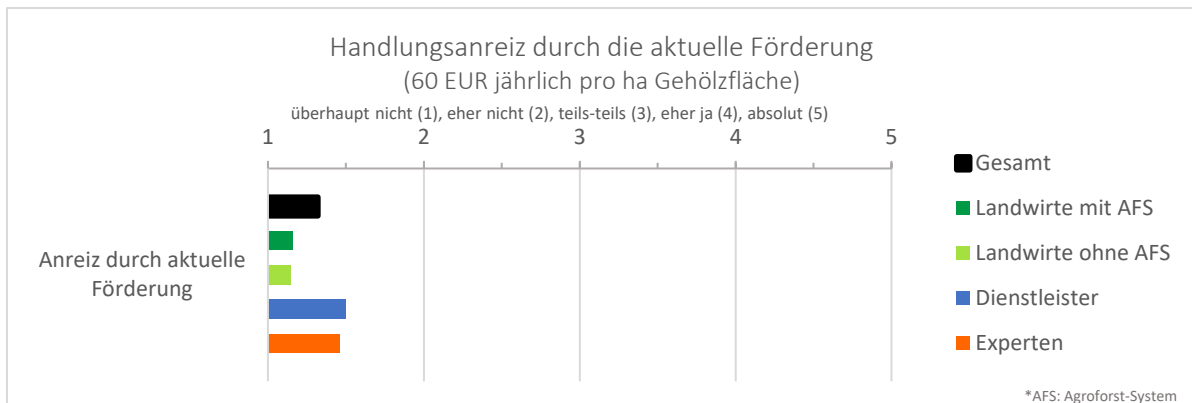 Handlungsanreiz durch die aktuelle Förderung
(60 EUR jährlich pro ha Gehölzfläche)
überhaupt nicht (1), eher nicht (2), teils-teils (3), eher ja (4), absolut (5)
1 2 3 4 5
Anreiz durch aktuelle
Förderung
Gesamt
Landwirte mit AFS
Landwirte ohne AFS
Dienstleister
Experten
*AFS: Agroforst-System